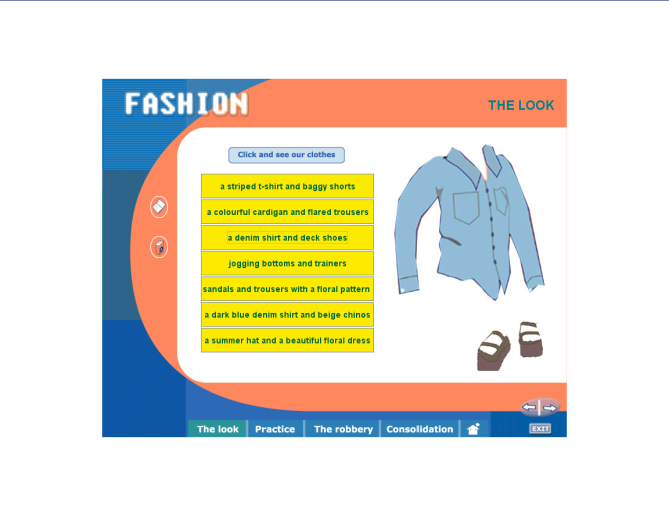 FASHION
THE LOOK
Click and see our clothes
a striped t-shirt and baggy shorts
a colourful cardigan and flared trousers
a denim shirt and deck shoes
jogging bottoms and trainers
sandals and trousers with a floral pattern
a dark blue denim shirt and beige chinos
a summer hat and a beautiful floral dress
The look Practice The robbery Consolidation
EXIT